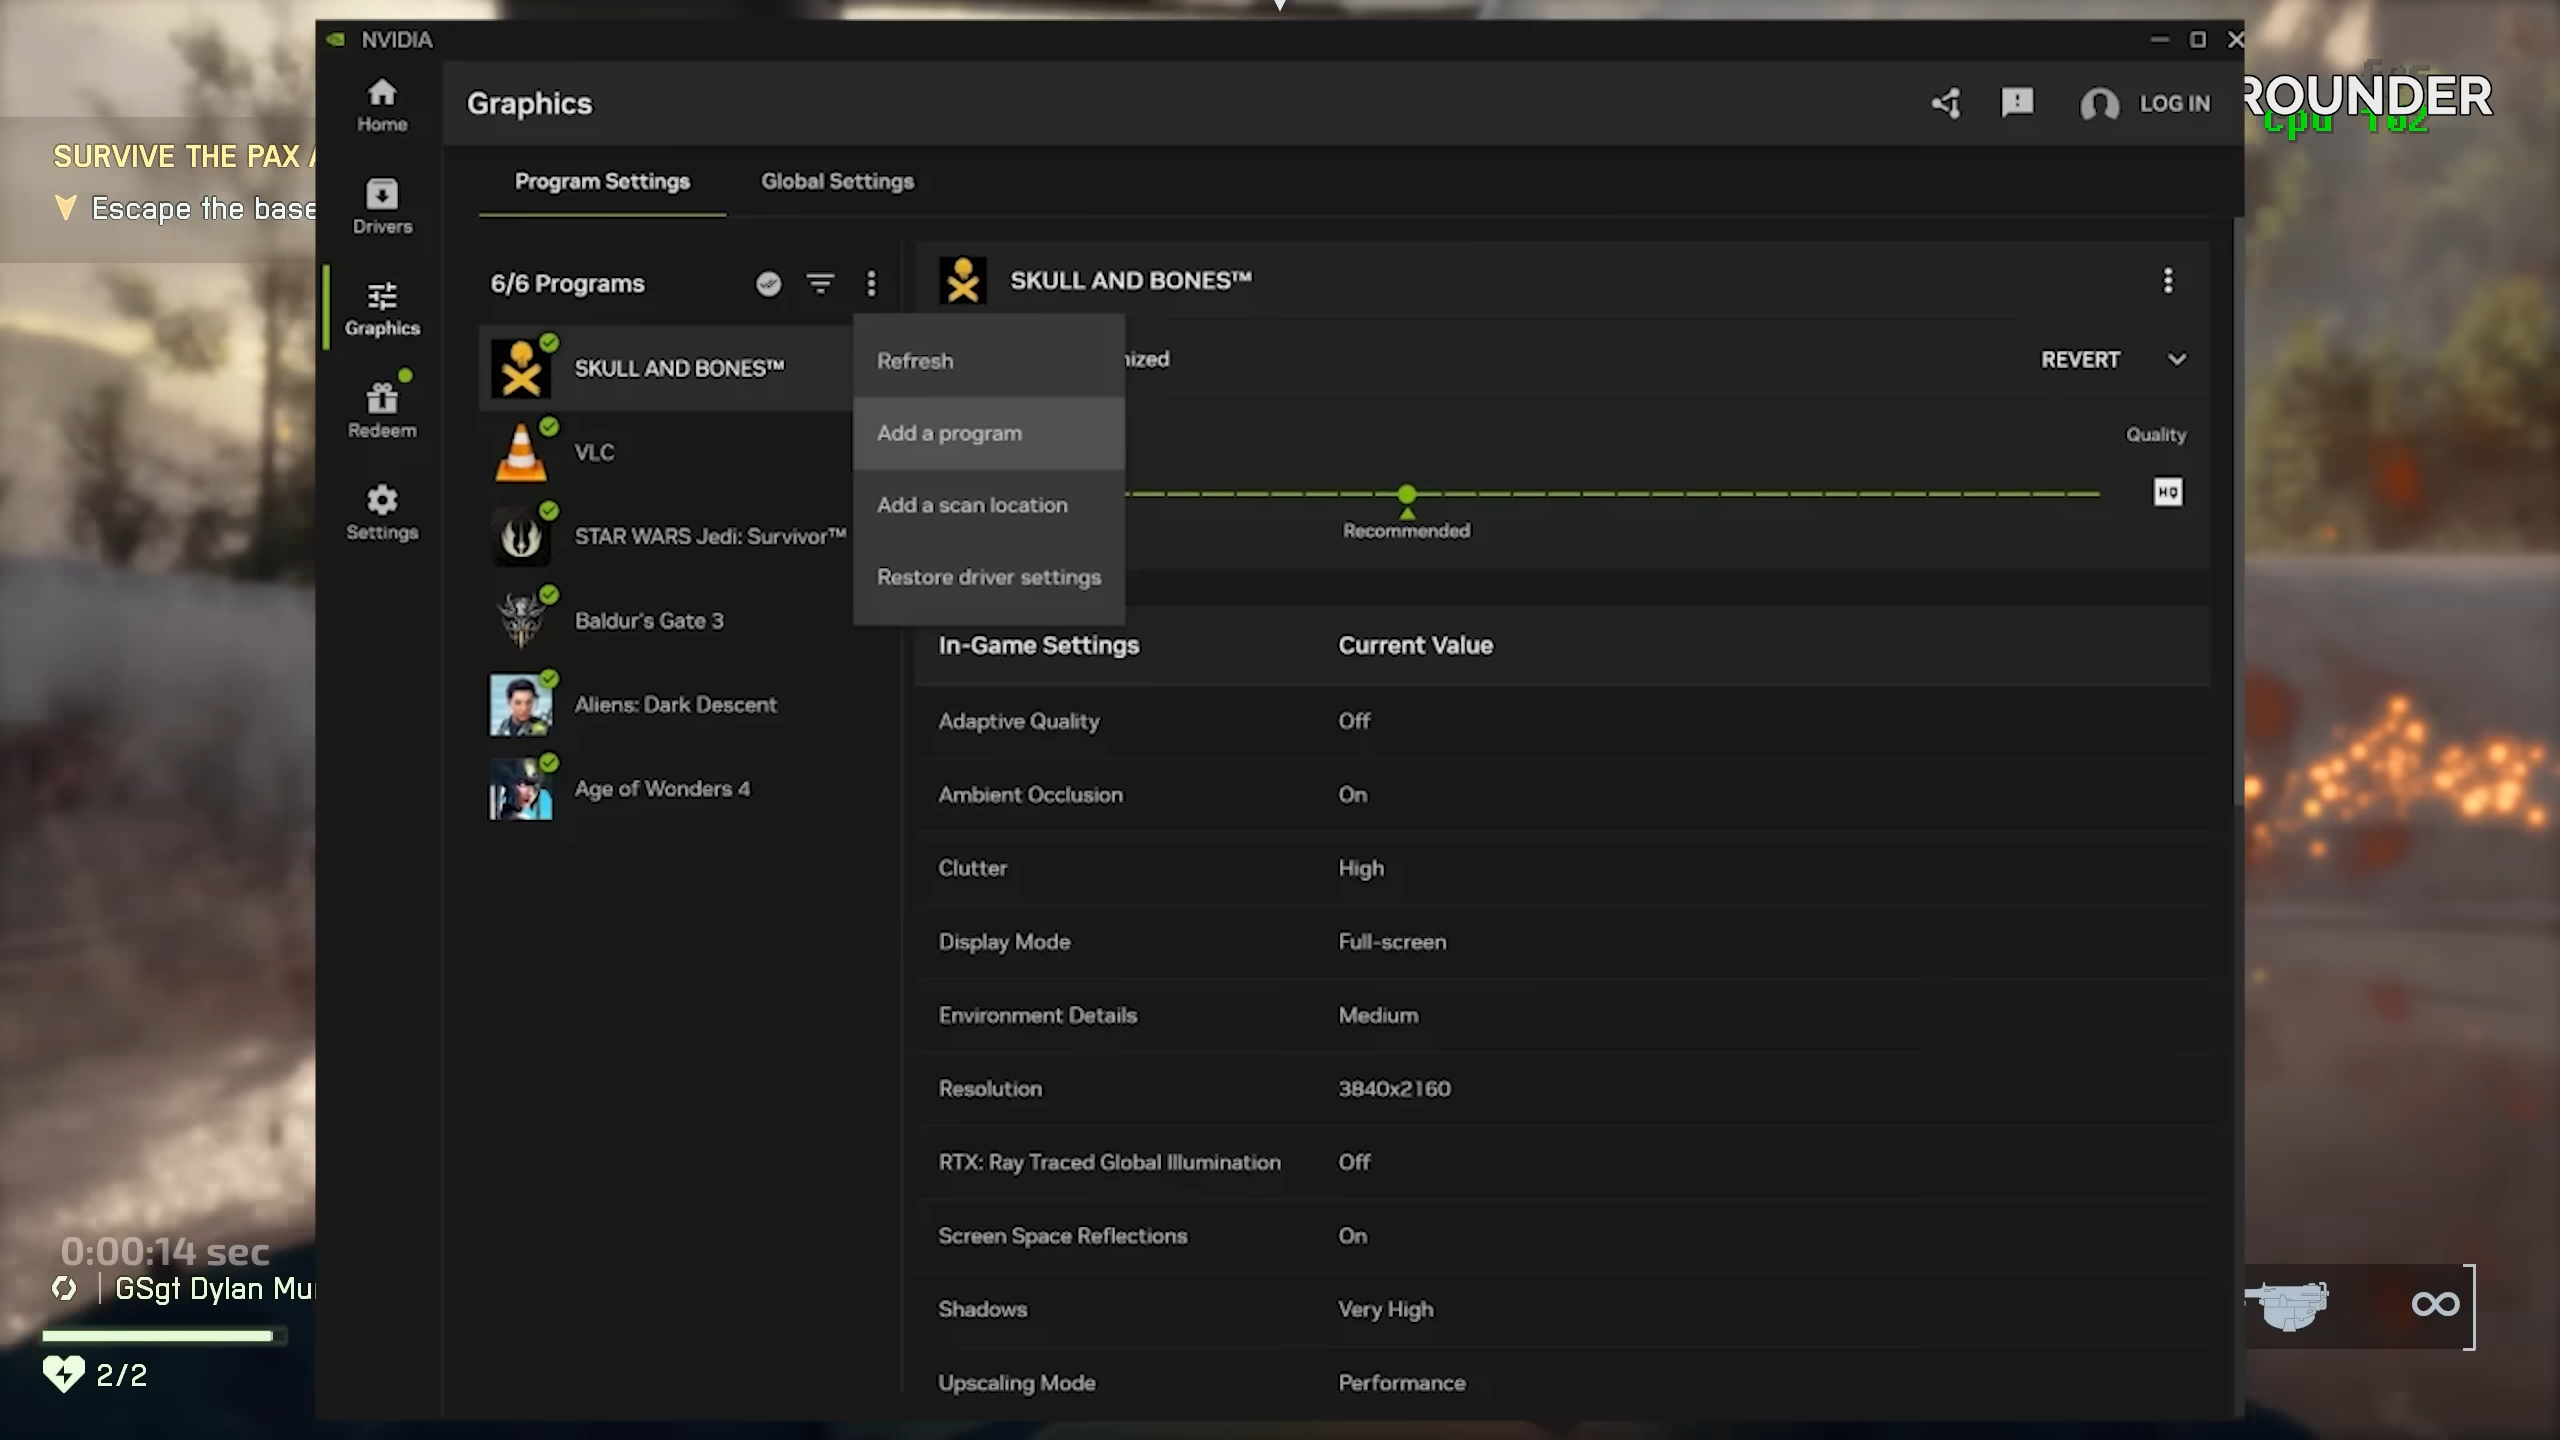 NVIDIA
Home
Drivers
Graphics
Redeem
Settings
Graphics
LOG IN
Program Settings
Global Settings
6/6 Programs
SKULL AND BONES™
VLC
STAR WARS Jedi: Survivor™
Baldur's Gate 3
Aliens: Dark Descent
Age of Wonders 4
Refresh
Add a program
Add a scan location
Restore driver settings
SKULL AND BONES™
nized
REVERT
Quality
HQ
Recommended
In-Game Settings Current Value
Adaptive Quality Off
Ambient Occlusion On
Clutter High
Display Mode Full-screen
Environment Details Medium
Resolution 3840x2160
RTX: Ray Traced Global Illumination Off
Screen Space Reflections On
Shadows Very High
Upscaling Mode Performance
SURVIVE THE PAX
Escape the base
ROUNDER
cpu 102
0:00:14 sec
GSgt Dylan Mu
2/2
∞